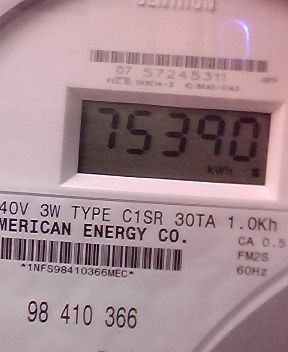 CENTRON
07 57245311
75390
kWh
40V 3W TYPE C1SR 30TA 1.0Kh
MERICAN ENERGY CO.
CA 0.5
*1NFS98410366MEC*
FM2S
60Hz
98 410 366